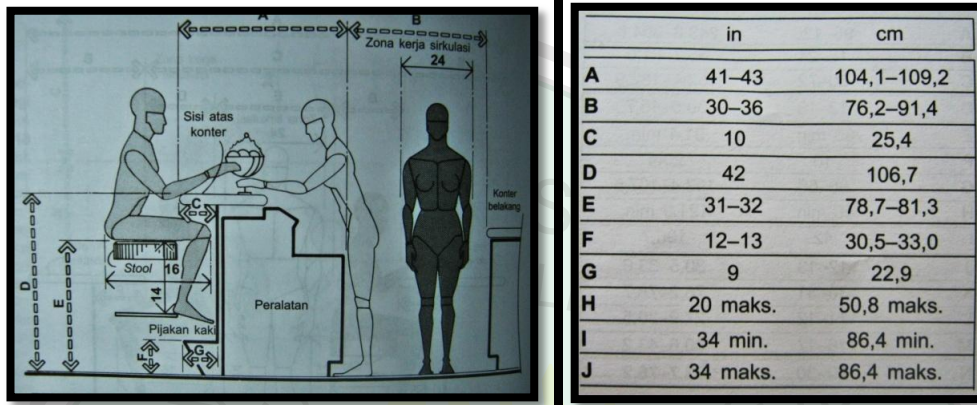 A
B
Zona kerja sirkulasi
24
Sisi atas
konter
C
Konter
belakang
Stool
16
14
D
E
Peralatan
Pijakan kaki
F
G
in cm
A 41–43 104,1–109,2
B 30–36 76,2–91,4
C 10 25,4
D 42 106,7
E 31–32 78,7–81,3
F 12–13 30,5–33,0
G 9 22,9
H 20 maks. 50,8 maks.
I 34 min. 86,4 min.
J 34 maks. 86,4 maks.